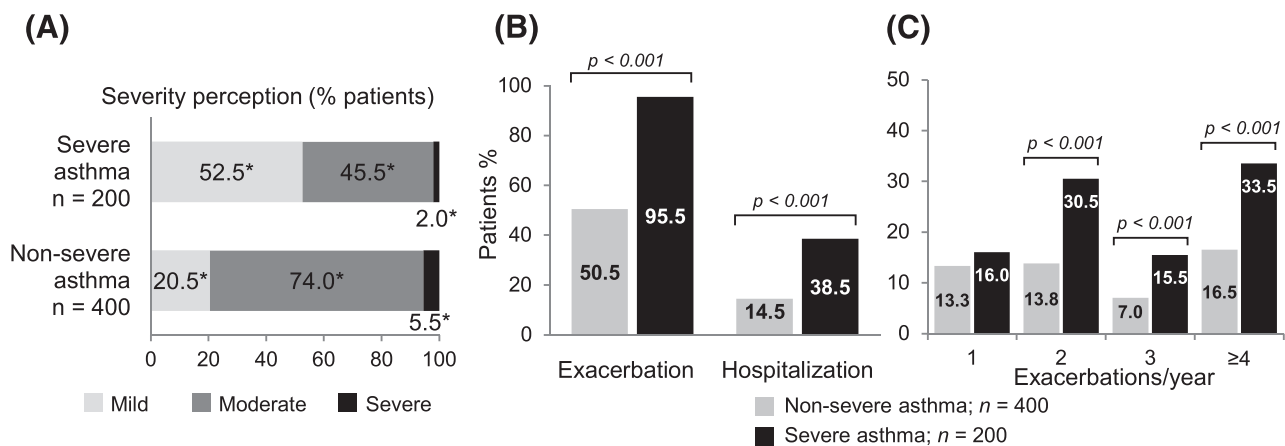 (A)
Severity perception (% patients)
Severe
asthma
n = 200
52.5*
45.5*
2.0*
Non-severe
asthma
n = 400
20.5*
74.0*
5.5*
0 20 40 60 80 100
Mild Moderate Severe
(B)
p < 0.001
100
80
60
40
20
0
Patients %
50.5
95.5
p < 0.001
14.5
38.5
Exacerbation Hospitalization
(C)
50
40
30
20
10
0
13.3
16.0
p < 0.001
13.8
30.5
p < 0.001
7.0
15.5
p < 0.001
16.5
33.5
1 2 3 ≥4
Exacerbations/year
Non-severe asthma; n = 400
Severe asthma; n = 200